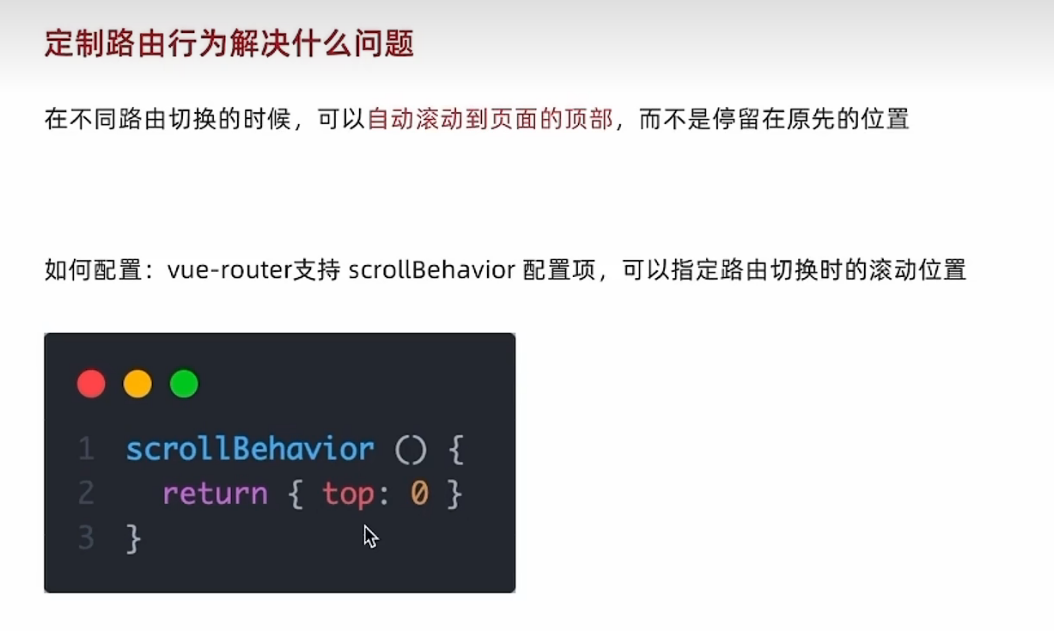 定制路由行为解决什么问题
在不同路由切换的时候，可以自动滚动到页面的顶部，而不是停留在原先的位置
如何配置：vue-router支持 scrollBehavior 配置项，可以指定路由切换时的滚动位置
1 scrollBehavior () {
2   return { top: 0 }
3 }